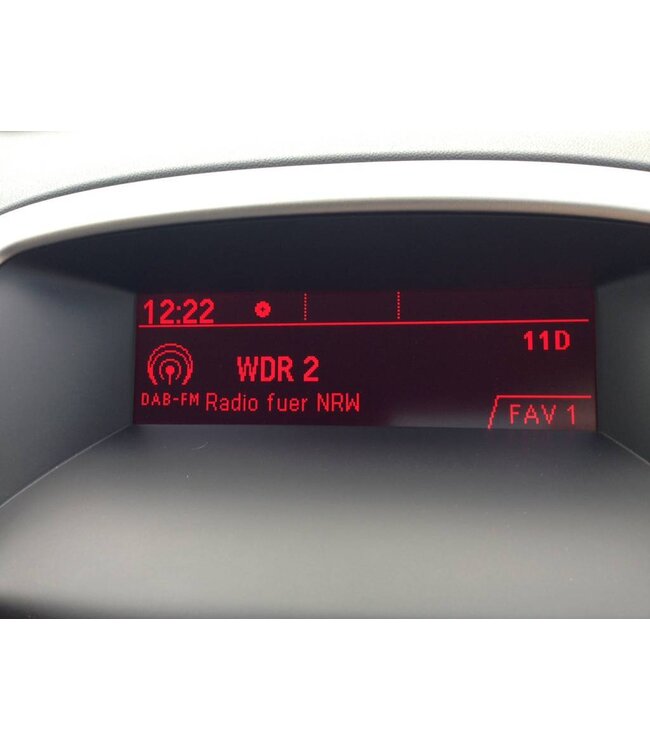 12:22
11D
WDR 2
DAB-FM Radio fuer NRW
FAV 1